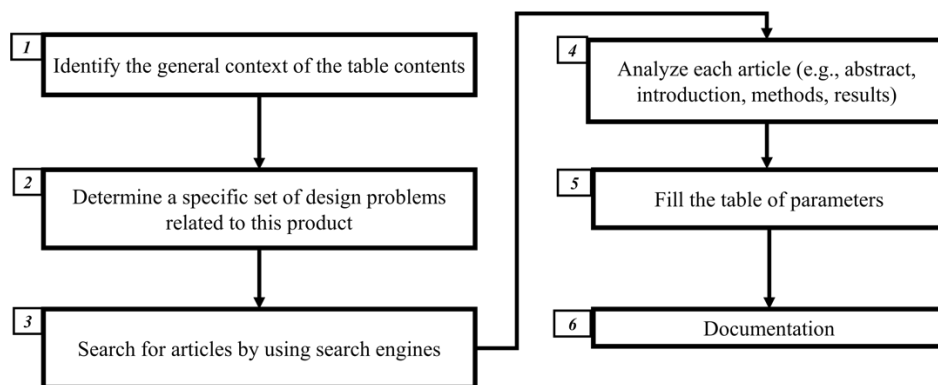 1
Identify the general context of the table contents
2
Determine a specific set of design problems
related to this product
3
Search for articles by using search engines
4
Analyze each article (e.g., abstract,
introduction, methods, results)
5
Fill the table of parameters
6
Documentation